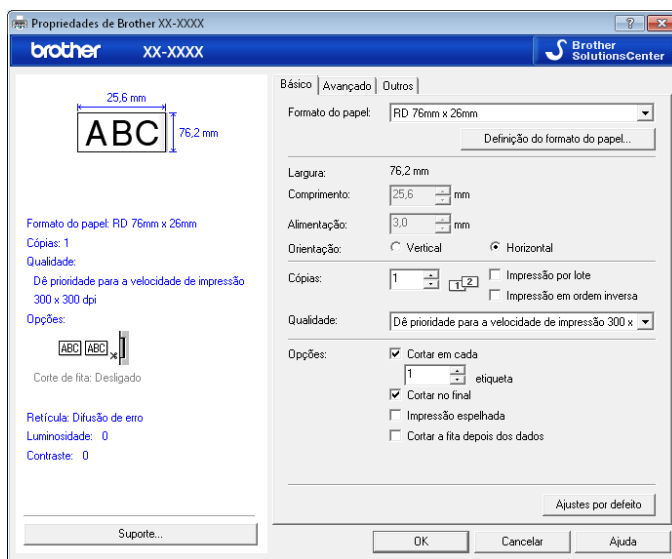 Propriedades de Brother XX-XXXX
brother XX-XXXX
Brother
SolutionsCenter
25,6 mm
ABC
76,2 mm
Formato do papel: RD 76mm x 26mm
Cópias: 1
Qualidade:
Dê prioridade para a velocidade de impressão
300 x 300 dpi
Opções:
ABC ABC
Corte de fita: Desligado
Retícula: Difusão de erro
Luminosidade: 0
Contraste: 0
Suporte...
Básico Avançado Outros
Formato do papel: RD 76mm x 26mm
Definição do formato do papel...
Largura: 76,2 mm
Comprimento: 25,6 mm
Alimentação: 3,0 mm
Orientação: Vertical Horizontal
Cópias: 1 1 2 Impressão por lote
Impressão em ordem inversa
Qualidade: Dê prioridade para a velocidade de impressão 300 x
Opções: Cortar em cada
1 etiqueta
Cortar no final
Impressão espelhada
Cortar a fita depois dos dados
Ajustes por defeito
OK Cancelar Ajuda